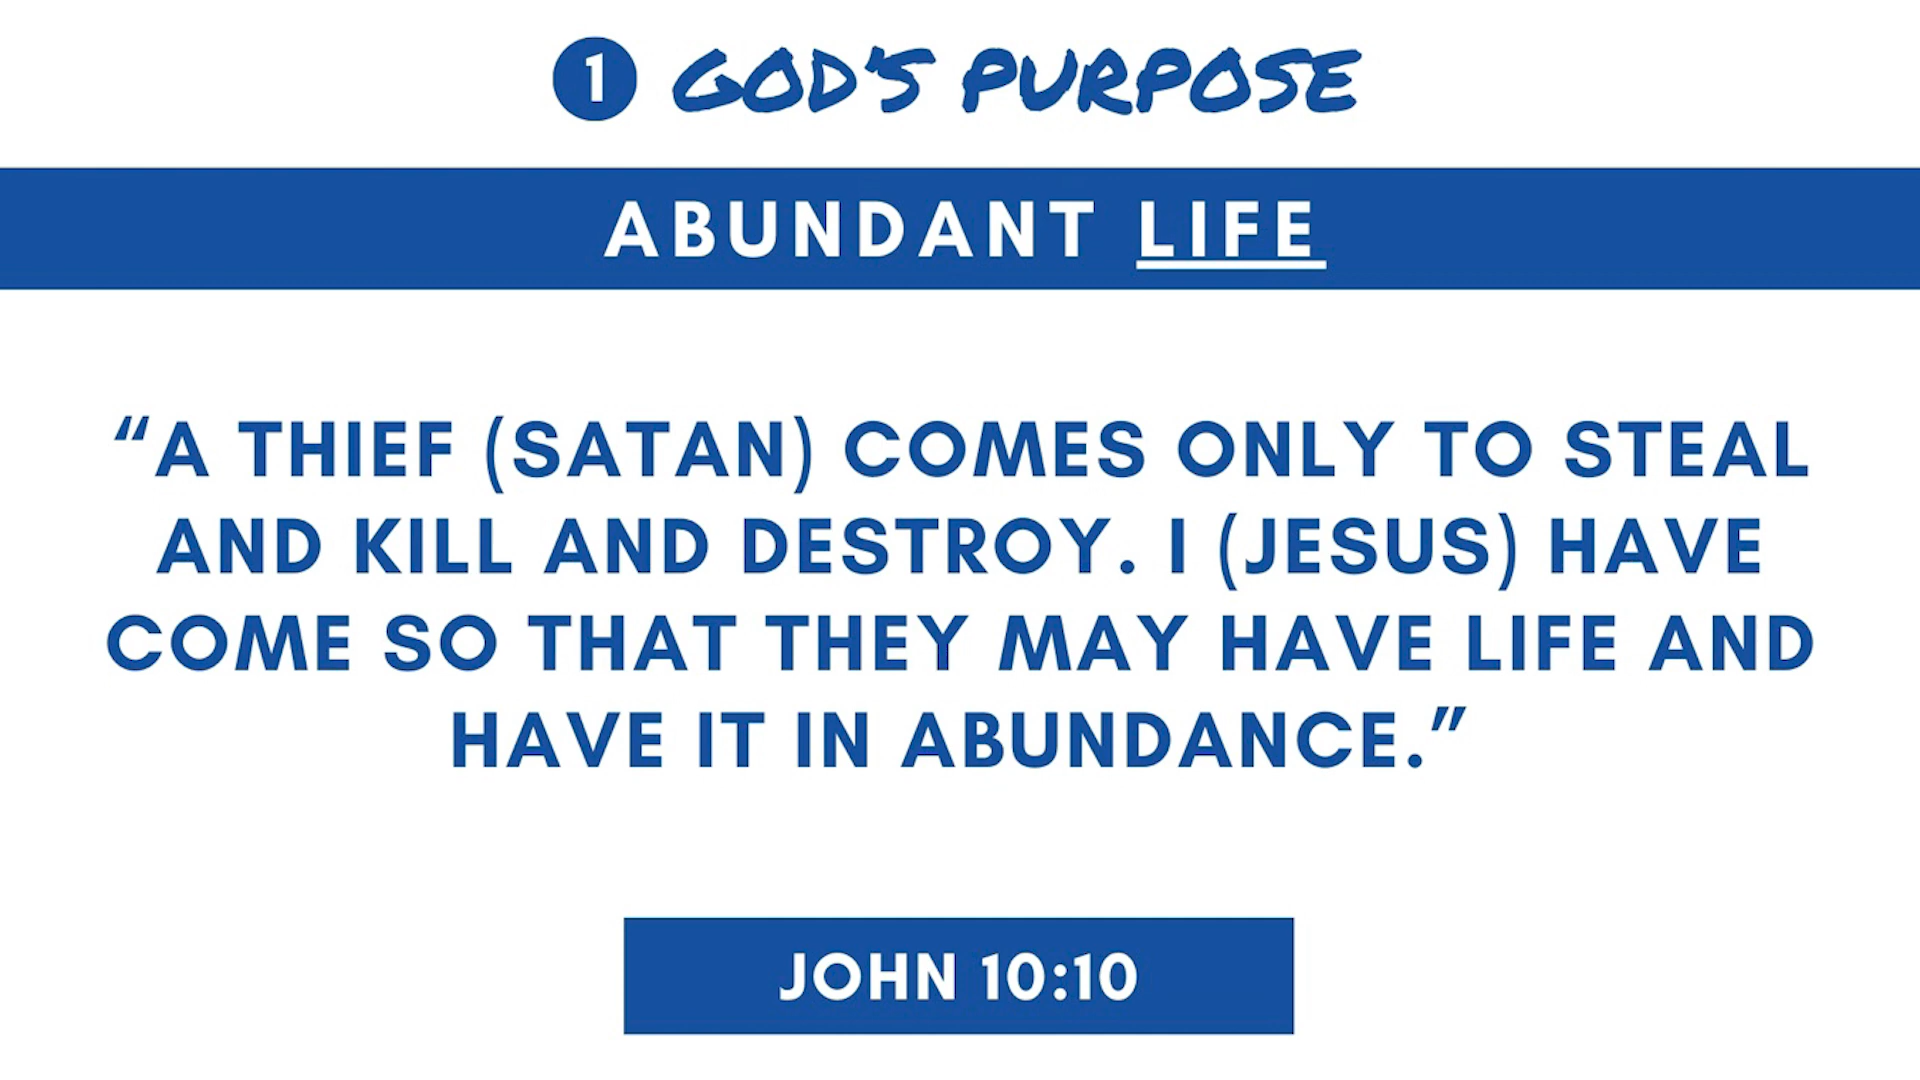 1 GOD'S PURPOSE
ABUNDANT LIFE
“A THIEF (SATAN) COMES ONLY TO STEAL
AND KILL AND DESTROY. I (JESUS) HAVE
COME SO THAT THEY MAY HAVE LIFE AND
HAVE IT IN ABUNDANCE.”
JOHN 10:10